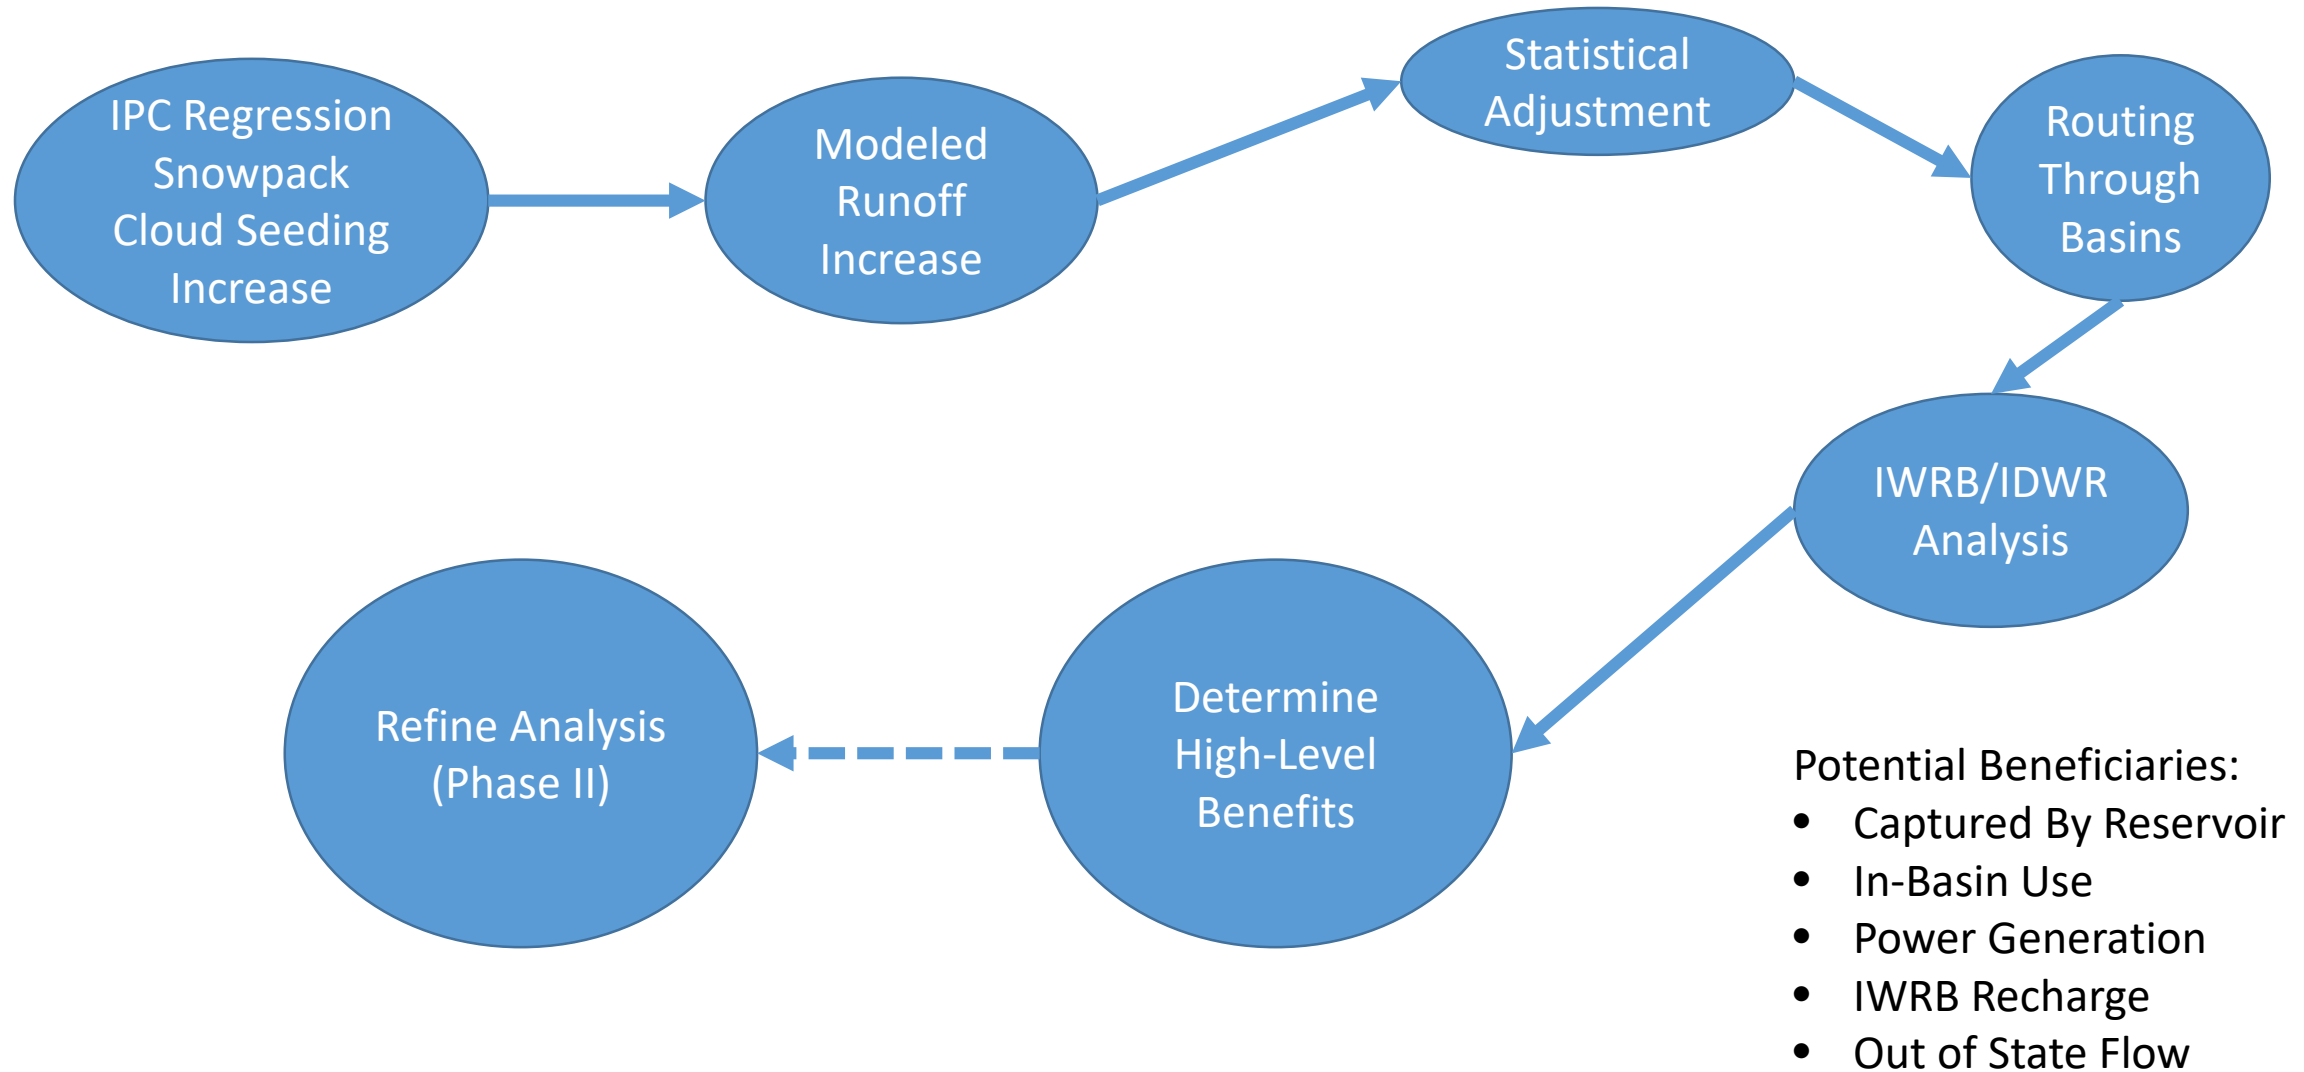 IPC Regression
Snowpack
Cloud Seeding
Increase
Modeled
Runoff
Increase
Statistical
Adjustment
Routing
Through
Basins
IWRB/IDWR
Analysis
Determine
High-Level
Benefits
Refine Analysis
(Phase II)
Potential Beneficiaries:
• Captured By Reservoir
• In-Basin Use
• Power Generation
• IWRB Recharge
• Out of State Flow